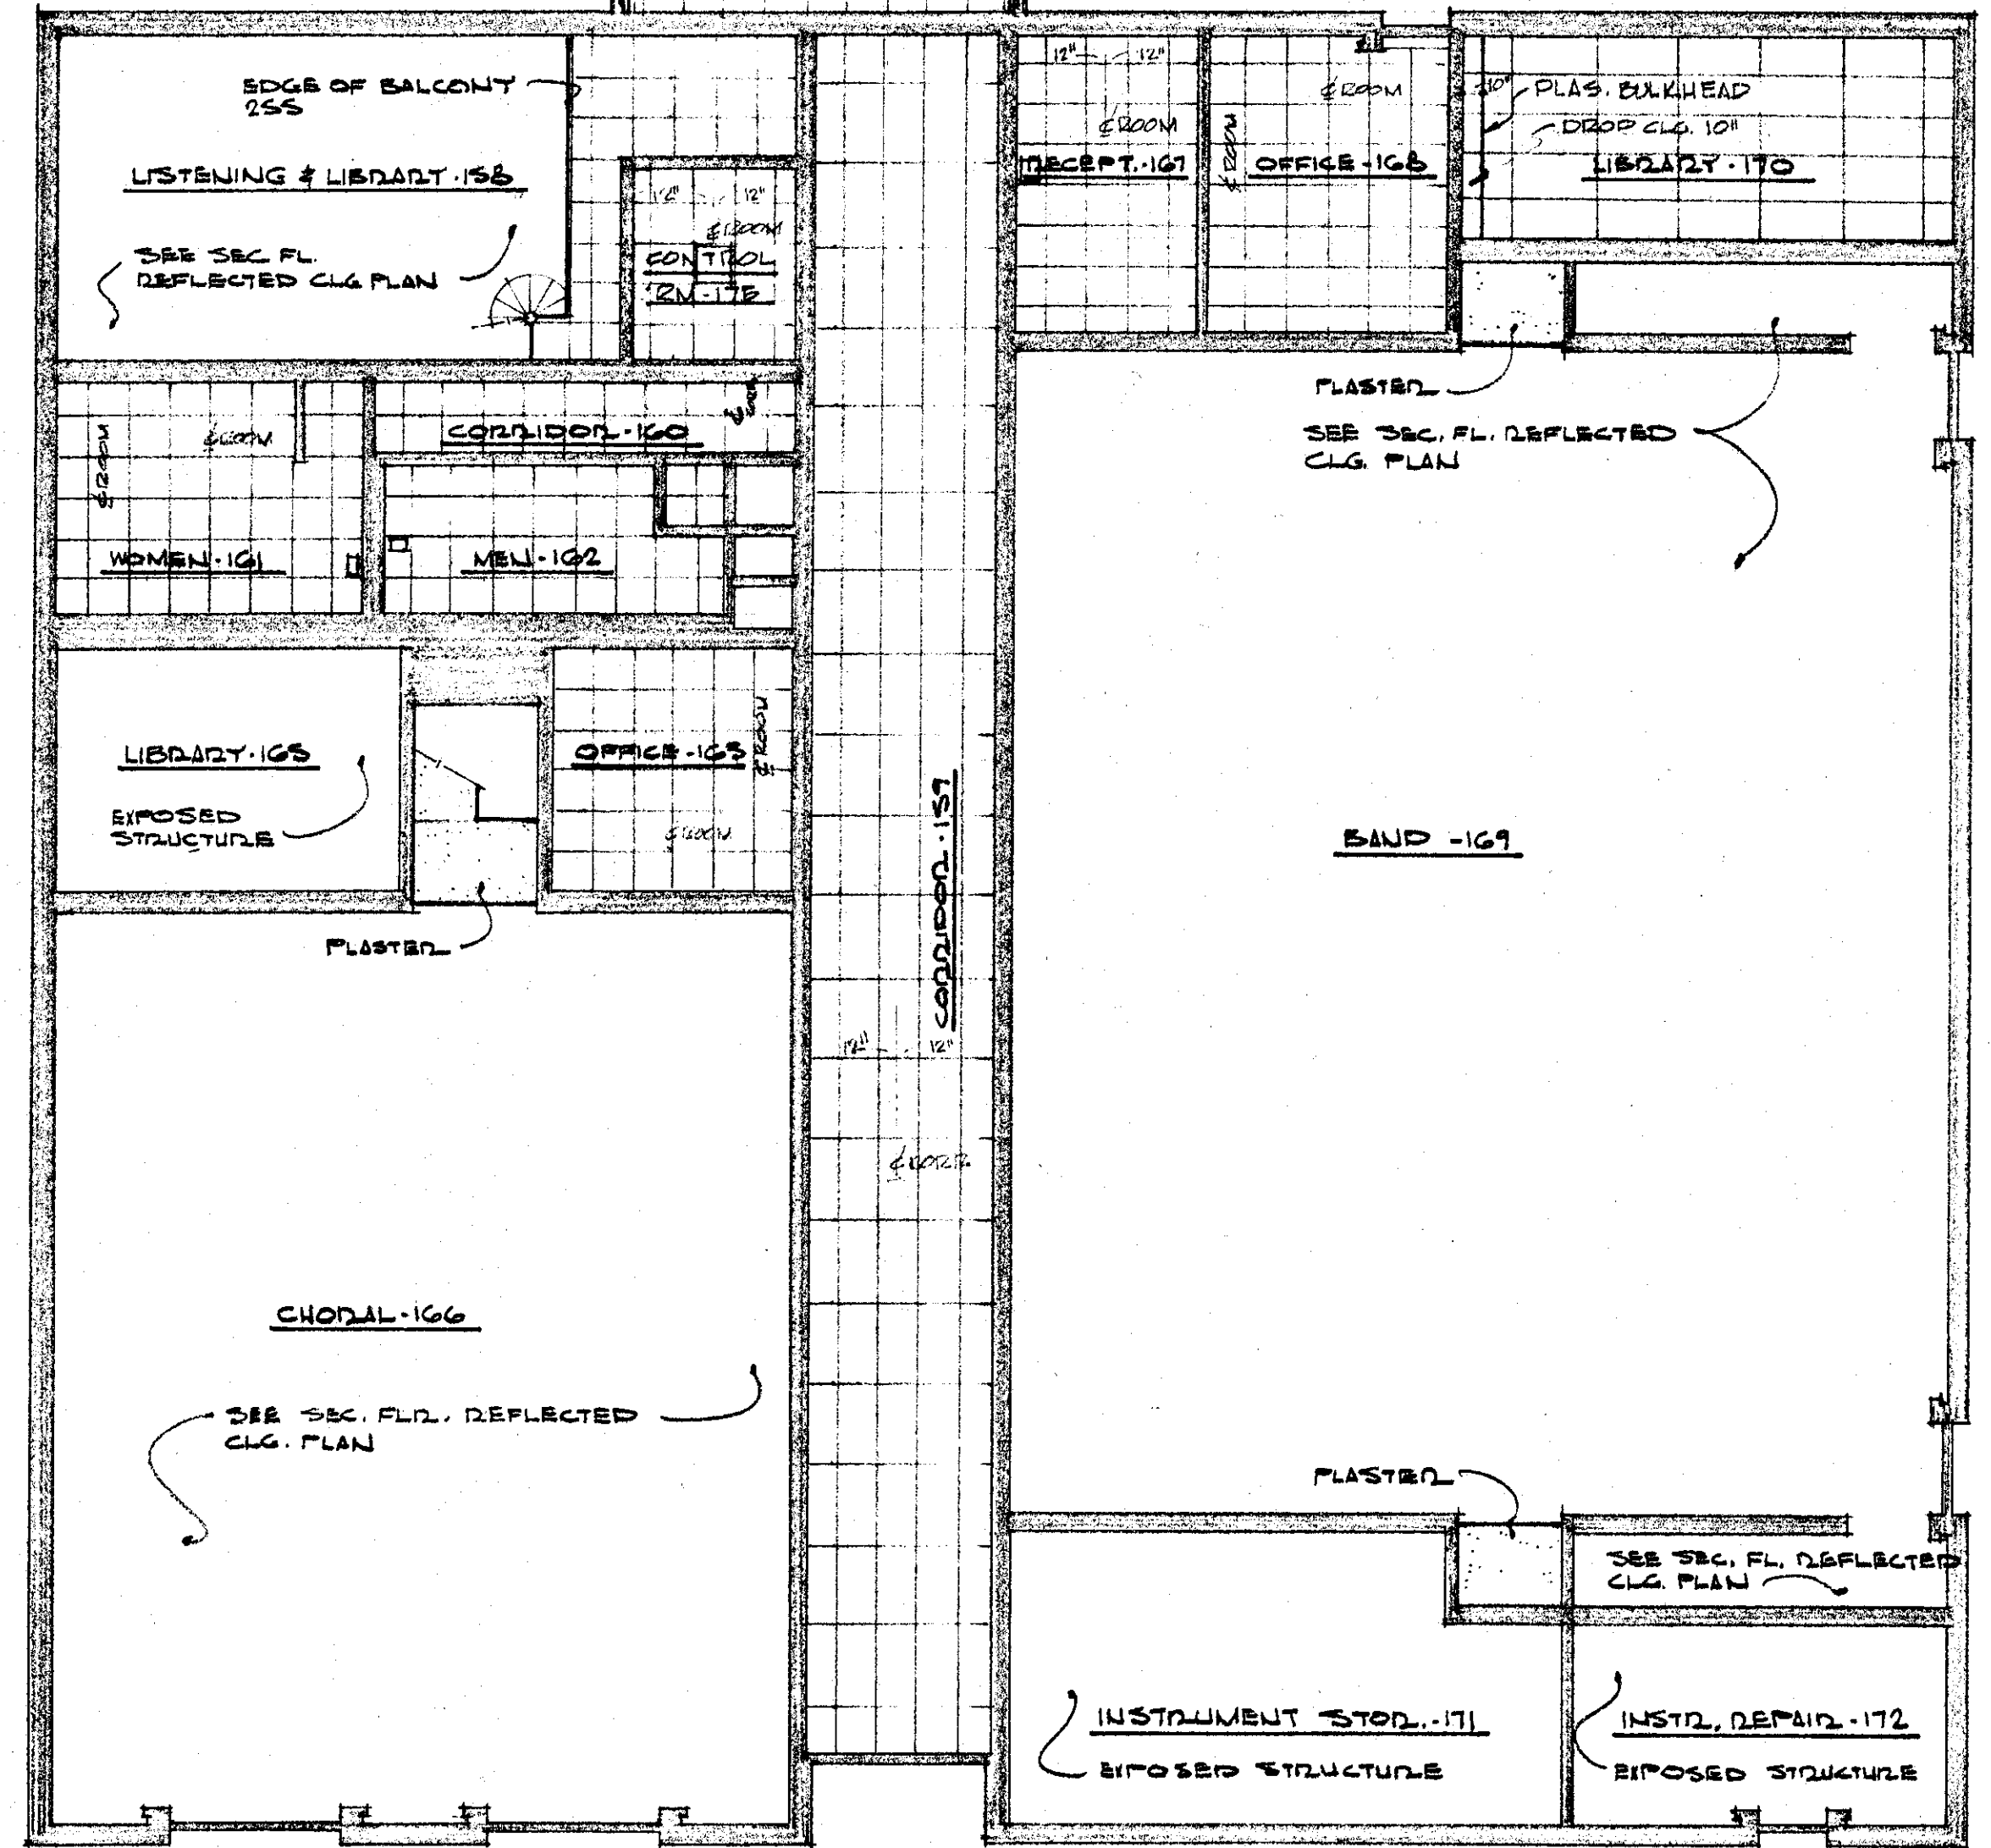 EDGE OF BALCONY
255
LISTENING & LIBRARY · 158
SEE SEC. FL.
REFLECTED CLG. PLAN
12" 12"
℄ ROOM
CONTROL
RM - 175
12" 12"
℄ ROOM
RECEPT. · 167
℄ ROOM
℄ ROOM
OFFICE - 168
10"
PLAS. BULKHEAD
DROP CLG. 10"
LIBRARY · 170
PLASTER
SEE SEC. FL. REFLECTED
CLG. PLAN
℄ ROOM
℄ ROOM
WOMEN · 161
CORRIDOR - 160
℄ CORR.
MEN · 162
LIBRARY · 165
EXPOSED
STRUCTURE
OFFICE - 163
℄ ROOM
℄ ROOM
PLASTER
CORRIDOR · 159
12" 12"
℄ CORR.
BAND - 169
CHORAL - 166
SEE SEC. FLR. REFLECTED
CLG. PLAN
PLASTER
SEE SEC. FL. REFLECTED
CLG. PLAN
INSTRUMENT STOR. - 171
EXPOSED STRUCTURE
INSTR. REPAIR - 172
EXPOSED STRUCTURE